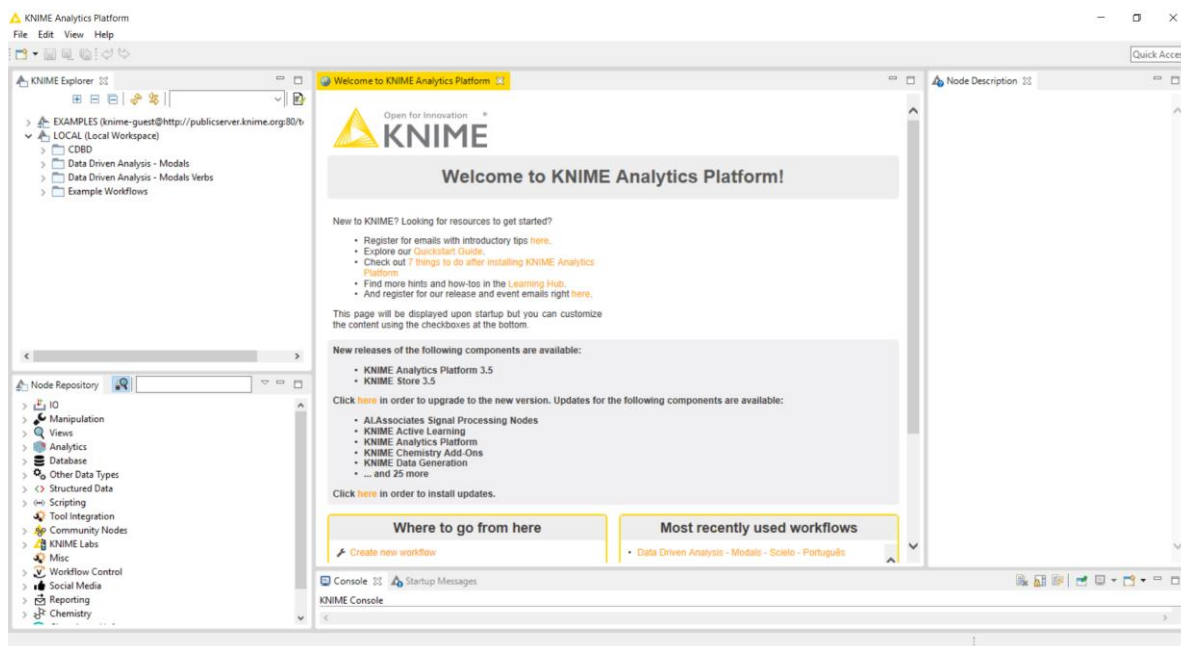 KNIME Analytics Platform
File Edit View Help
Quick Acces
KNIME Explorer
EXAMPLES (knime-guest@http://publicserver.knime.org:80/t
LOCAL (Local Workspace)
CDBD
Data Driven Analysis - Modals
Data Driven Analysis - Modals Verbs
Example Workflows
Node Repository
IO
Manipulation
Views
Analytics
Database
Other Data Types
Structured Data
Scripting
Tool Integration
Community Nodes
KNIME Labs
Misc
Workflow Control
Social Media
Reporting
Chemistry
Welcome to KNIME Analytics Platform
Open for Innovation
KNIME
Welcome to KNIME Analytics Platform!
New to KNIME? Looking for resources to get started?
• Register for emails with introductory tips here.
• Explore our Quickstart Guide.
• Check out 7 things to do after installing KNIME Analytics
Platform
• Find more hints and how-tos in the Learning Hub.
• And register for our release and event emails right here.
This page will be displayed upon startup but you can customize
the content using the checkboxes at the bottom.
New releases of the following components are available:
• KNIME Analytics Platform 3.5
• KNIME Store 3.5
Click here in order to upgrade to the new version. Updates for the following components are available:
• AI.Associates Signal Processing Nodes
• KNIME Active Learning
• KNIME Analytics Platform
• KNIME Chemistry Add-Ons
• KNIME Data Generation
• ... and 25 more
Click here in order to install updates.
Where to go from here
Create new workflow
Most recently used workflows
• Data Driven Analysis - Modals - Scielo - Português
Console Startup Messages
KNIME Console
Node Description